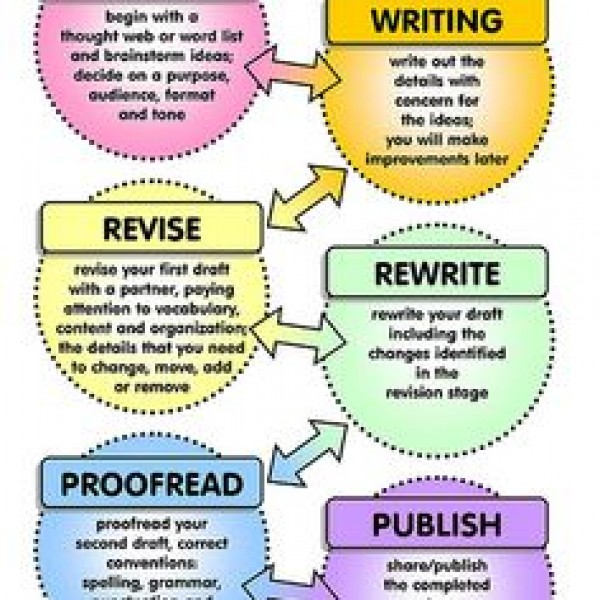 begin with a
thought web or word list
and brainstorm ideas;
decide on a purpose,
audience, format
and tone
WRITING
write out the
details with
concern for
the ideas;
you will make
improvements later
REVISE
revise your first draft
with a partner, paying
attention to vocabulary,
content and organization;
the details that you need
to change, move, add
or remove
REWRITE
rewrite your draft
including the
changes identified
in the
revision stage
PROOFREAD
proofread your
second draft, correct
conventions:
spelling, grammar,
PUBLISH
share/publish
the completed